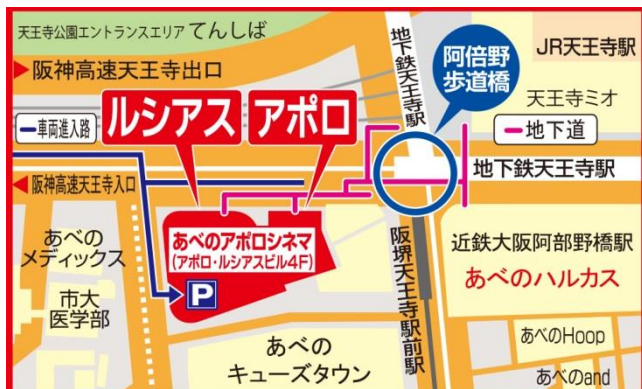 天王寺公園エントランスエリア てんしば
阪神高速天王寺出口
車両進入路
ルシアス
アポロ
地下鉄天王寺駅
阿倍野
歩道橋
JR天王寺駅
天王寺ミオ
地下道
地下鉄天王寺駅
阪神高速天王寺入口
あべの
メディックス
市大
医学部
あべのアポロシネマ
(アポロ・ルシアスビル4F)
P
あべの
キューズタウン
阪堺天王寺駅前駅
近鉄大阪阿部野橋駅
あべのハルカス
あべのHoop
あべのand